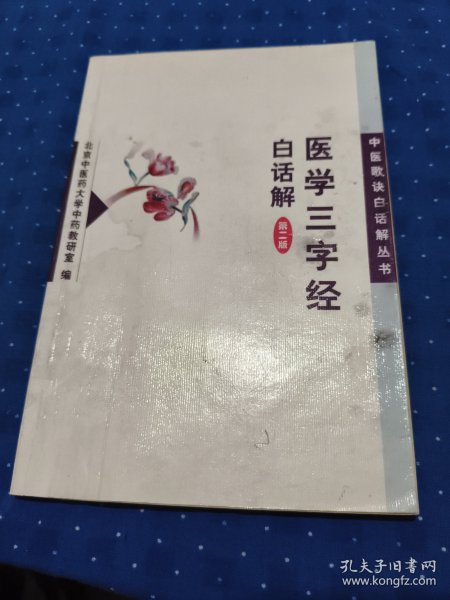 中医歌诀白话解丛书
医学三字经
白话解
第二版
北京中医药大学中药教研室 编
孔夫子旧书网
www.kongfz.com